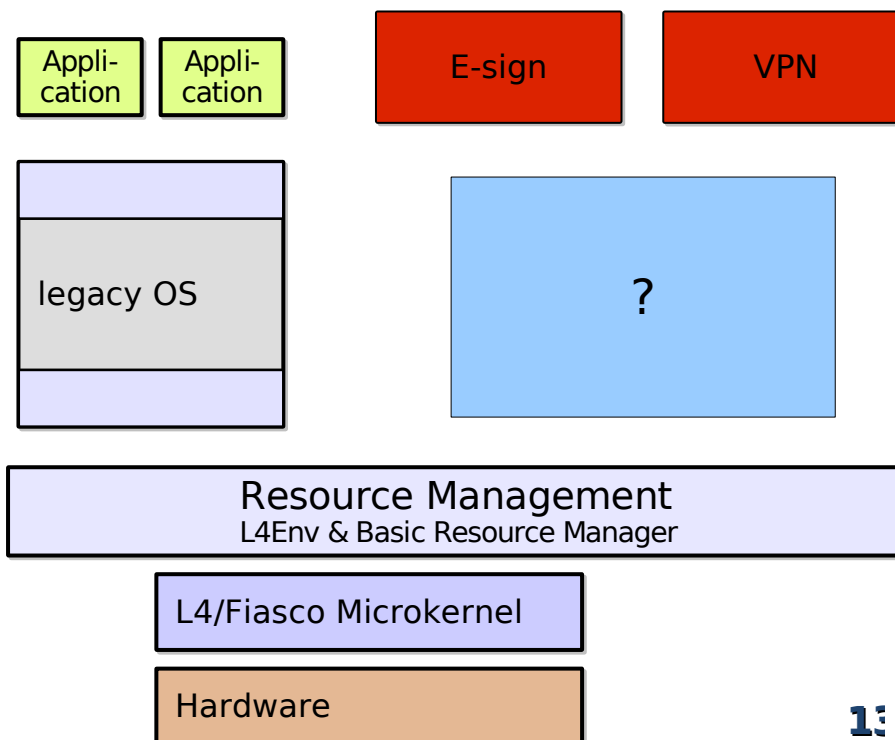 Appli-
cation
Appli-
cation
E-sign
VPN
legacy OS
?
Resource Management
L4Env & Basic Resource Manager
L4/Fiasco Microkernel
Hardware